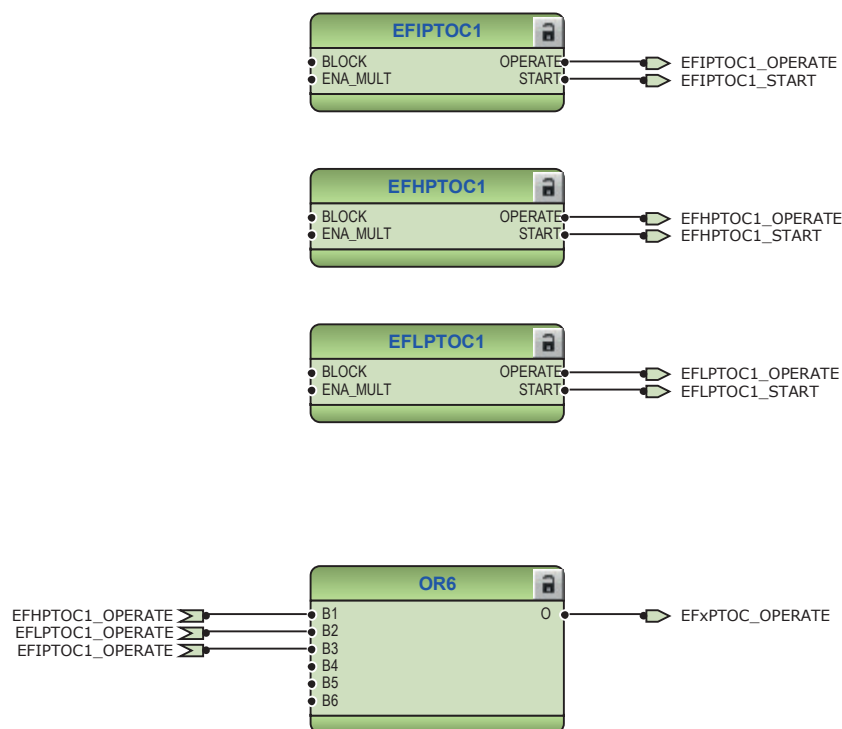 EFIPTOC1
BLOCK OPERATE EFIPTOC1_OPERATE
ENA_MULT START EFIPTOC1_START
EFHPTOC1
BLOCK OPERATE EFHPTOC1_OPERATE
ENA_MULT START EFHPTOC1_START
EFLPTOC1
BLOCK OPERATE EFLPTOC1_OPERATE
ENA_MULT START EFLPTOC1_START
OR6
EFHPTOC1_OPERATE B1 O EFxPTOC_OPERATE
EFLPTOC1_OPERATE B2
EFIPTOC1_OPERATE B3
B4
B5
B6